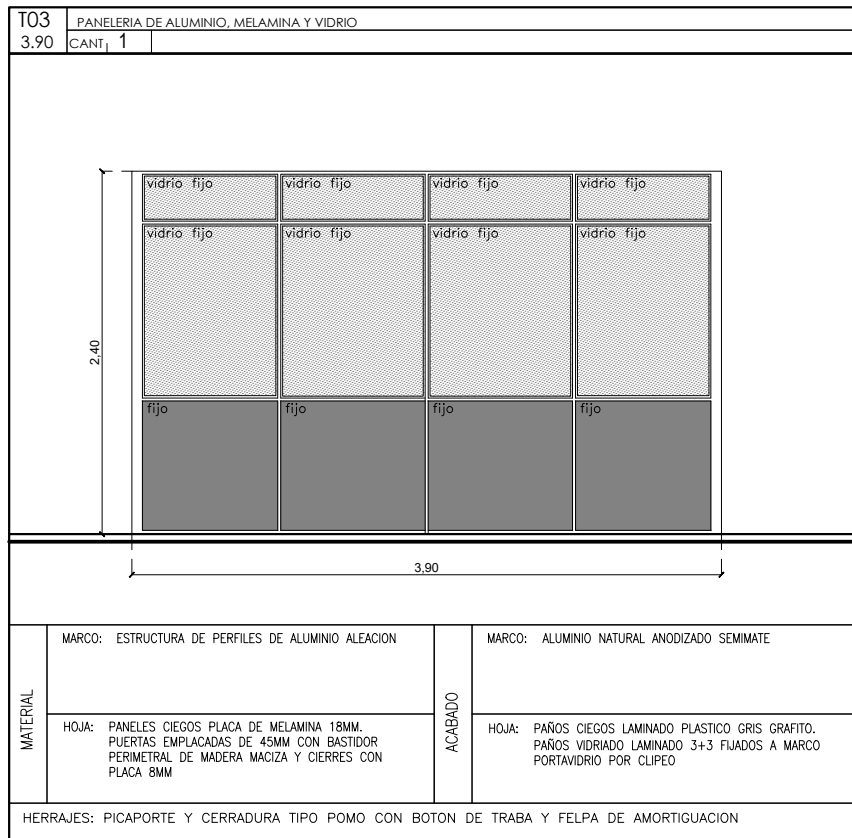 T03
PANELERIA DE ALUMINIO, MELAMINA Y VIDRIO
3.90
CANT
1
vidrio fijo
vidrio fijo
vidrio fijo
vidrio fijo
vidrio fijo
vidrio fijo
vidrio fijo
vidrio fijo
2,40
fijo
fijo
fijo
fijo
3,90
MATERIAL
MARCO: ESTRUCTURA DE PERFILES DE ALUMINIO ALEACION
HOJA: PANELES CIEGOS PLACA DE MELAMINA 18MM.
PUERTAS EMPLACADAS DE 45MM CON BASTIDOR
PERIMETRAL DE MADERA MACIZA Y CIERRES CON
PLACA 8MM
ACABADO
MARCO: ALUMINIO NATURAL ANODIZADO SEMIMATE
HOJA: PAÑOS CIEGOS LAMINADO PLASTICO GRIS GRAFITO.
PAÑOS VIDRIADO LAMINADO 3+3 FIJADOS A MARCO
PORTAVIDRIO POR CLIPEO
HERRAJES: PICAPORTE Y CERRADURA TIPO POMO CON BOTON DE TRABA Y FELPA DE AMORTIGUACION